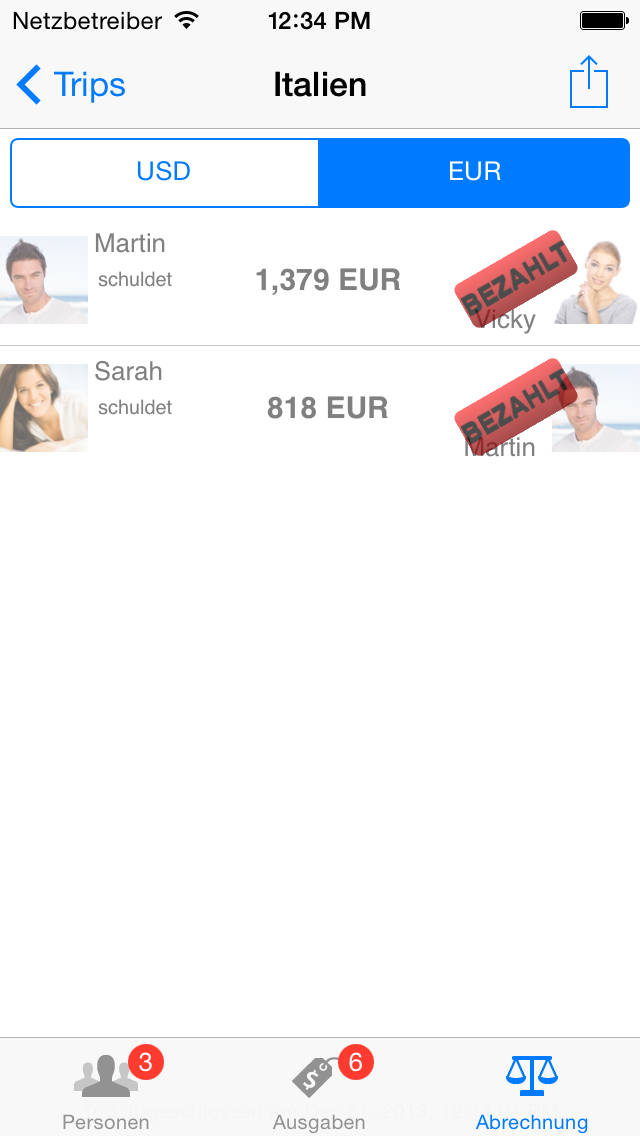 Netzbetreiber 12:34 PM
Trips Italien
USD EUR
Martin
schuldet 1,379 EUR BEZAHLT
Vicky
Sarah
schuldet 818 EUR BEZAHLT
Martin
3 6
Personen Ausgaben Abrechnung